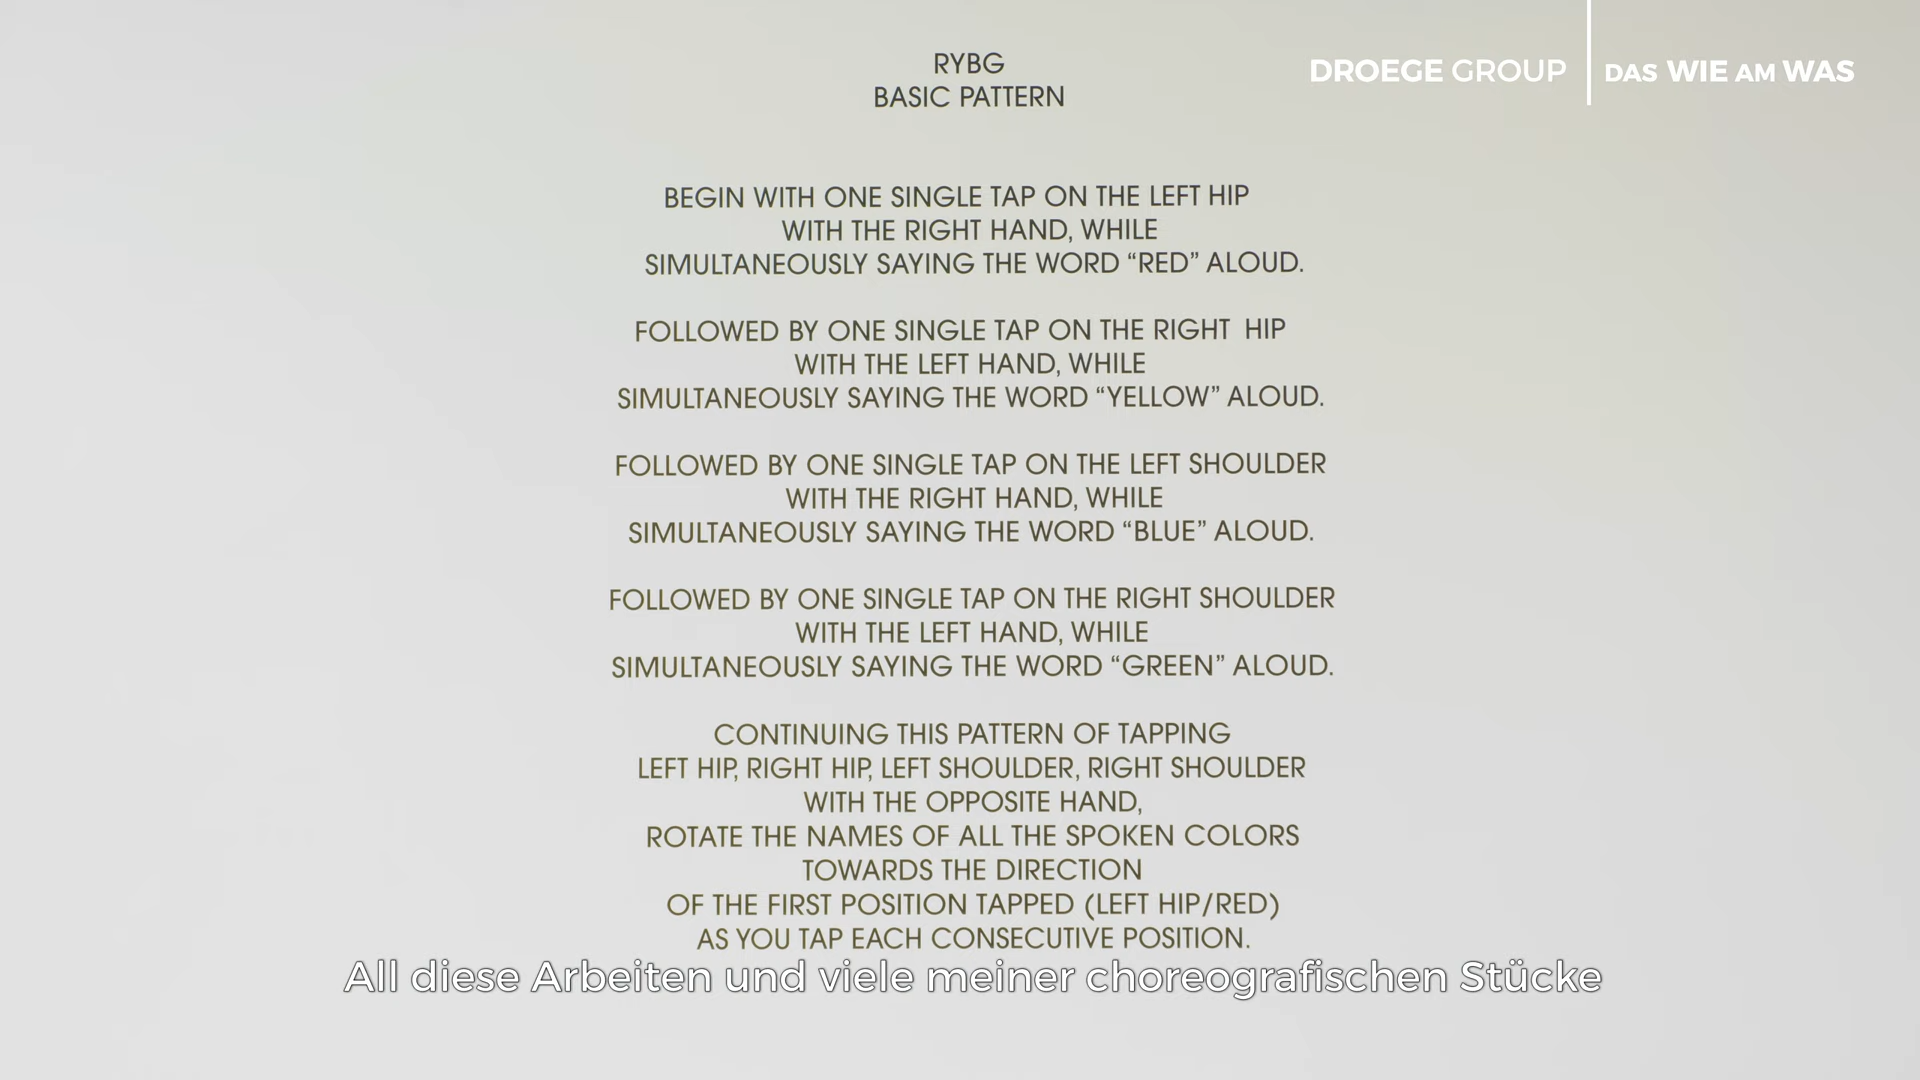 RYBG
BASIC PATTERN
DROEGE GROUP
DAS WIE AM WAS
BEGIN WITH ONE SINGLE TAP ON THE LEFT HIP
WITH THE RIGHT HAND, WHILE
SIMULTANEOUSLY SAYING THE WORD “RED” ALOUD.
FOLLOWED BY ONE SINGLE TAP ON THE RIGHT HIP
WITH THE LEFT HAND, WHILE
SIMULTANEOUSLY SAYING THE WORD “YELLOW” ALOUD.
FOLLOWED BY ONE SINGLE TAP ON THE LEFT SHOULDER
WITH THE RIGHT HAND, WHILE
SIMULTANEOUSLY SAYING THE WORD “BLUE” ALOUD.
FOLLOWED BY ONE SINGLE TAP ON THE RIGHT SHOULDER
WITH THE LEFT HAND, WHILE
SIMULTANEOUSLY SAYING THE WORD “GREEN” ALOUD.
CONTINUING THIS PATTERN OF TAPPING
LEFT HIP, RIGHT HIP, LEFT SHOULDER, RIGHT SHOULDER
WITH THE OPPOSITE HAND,
ROTATE THE NAMES OF ALL THE SPOKEN COLORS
TOWARDS THE DIRECTION
OF THE FIRST POSITION TAPPED (LEFT HIP/RED)
AS YOU TAP EACH CONSECUTIVE POSITION.
All diese Arbeiten und viele meiner choreografischen Stücke